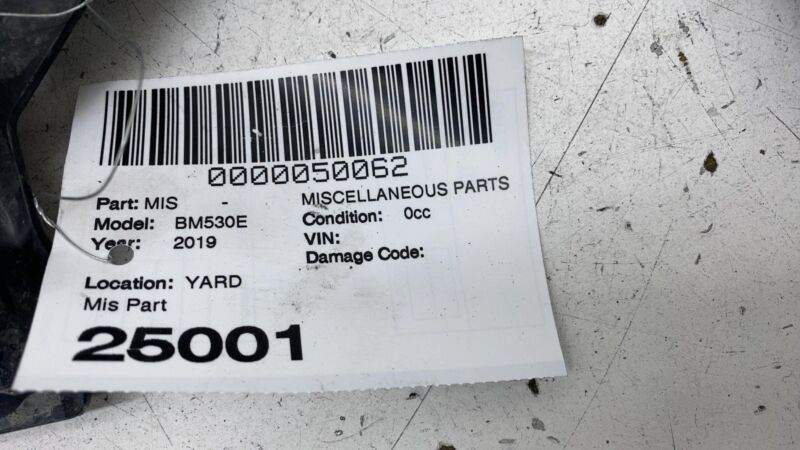 0000050062
Part: MIS - MISCELLANEOUS PARTS
Model: BM530E Condition: 0cc
Year: 2019 VIN:
Damage Code:
Location: YARD
Mis Part
25001